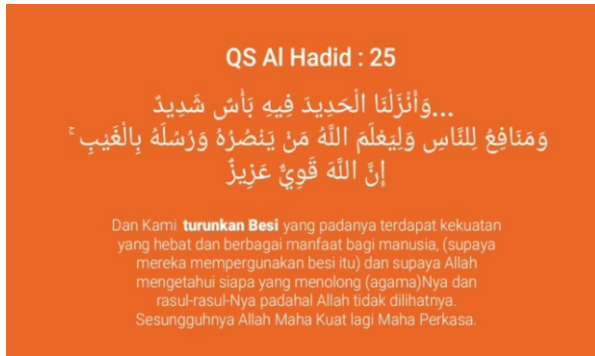 QS Al Hadid : 25
...وَأَنْزَلْنَا الْحَدِيدَ فِيهِ بَأْسٌ شَدِيدٌ
وَمَنَافِعُ لِلنَّاسِ وَلِيَعْلَمَ اللَّهُ مَنْ يَنْصُرُهُ وَرُسُلَهُ بِالْغَيْبِ ۚ
إِنَّ اللَّهَ قَوِيٌّ عَزِيزٌ
Dan Kami turunkan Besi yang padanya terdapat kekuatan
yang hebat dan berbagai manfaat bagi manusia, (supaya
mereka mempergunakan besi itu) dan supaya Allah
mengetahui siapa yang menolong (agama)Nya dan
rasul-rasul-Nya padahal Allah tidak dilihatnya.
Sesungguhnya Allah Maha Kuat lagi Maha Perkasa.